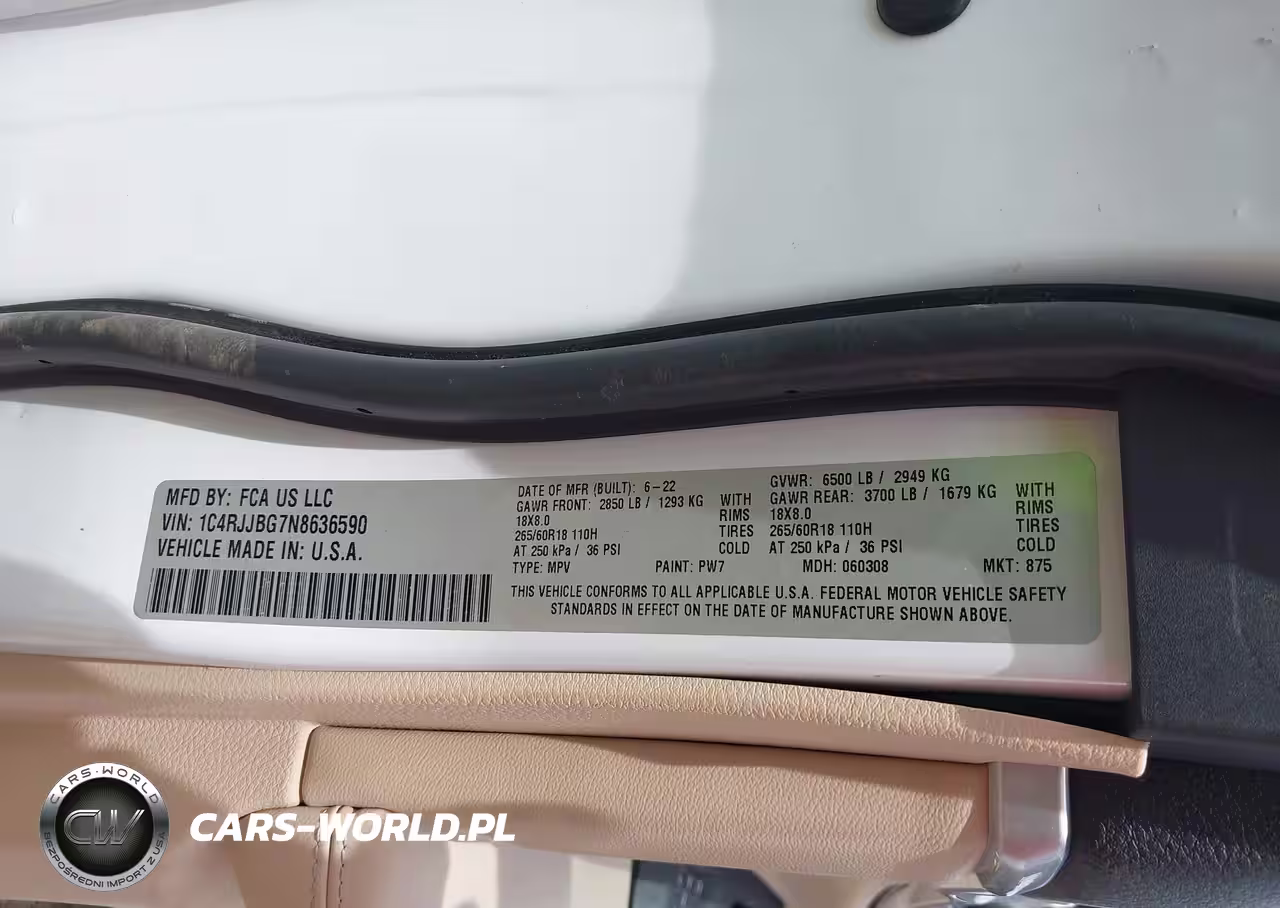 MFD BY: FCA US LLC
VIN: 1C4RJJBG7N8636590
VEHICLE MADE IN: U.S.A.
DATE OF MFR (BUILT): 6-22
GAWR FRONT: 2850 LB / 1293 KG WITH
18X8.0 RIMS
265/60R18 110H TIRES
AT 250 kPa / 36 PSI COLD
GVWR: 6500 LB / 2949 KG
GAWR REAR: 3700 LB / 1679 KG WITH
18X8.0 RIMS
265/60R18 110H TIRES
AT 250 kPa / 36 PSI COLD
TYPE: MPV PAINT: PW7 MDH: 060308 MKT: 875
THIS VEHICLE CONFORMS TO ALL APPLICABLE U.S.A. FEDERAL MOTOR VEHICLE SAFETY
STANDARDS IN EFFECT ON THE DATE OF MANUFACTURE SHOWN ABOVE.
CARS-WORLD
CW
BEZPOŚREDNI IMPORT Z USA
CARS-WORLD.PL